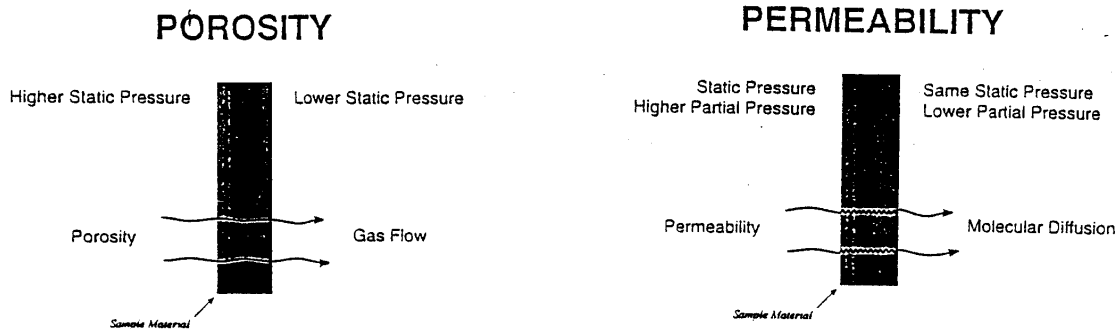 POROSITY
Higher Static Pressure
Lower Static Pressure
Porosity
Gas Flow
Sample Material
PERMEABILITY
Static Pressure
Higher Partial Pressure
Same Static Pressure
Lower Partial Pressure
Permeability
Molecular Diffusion
Sample Material